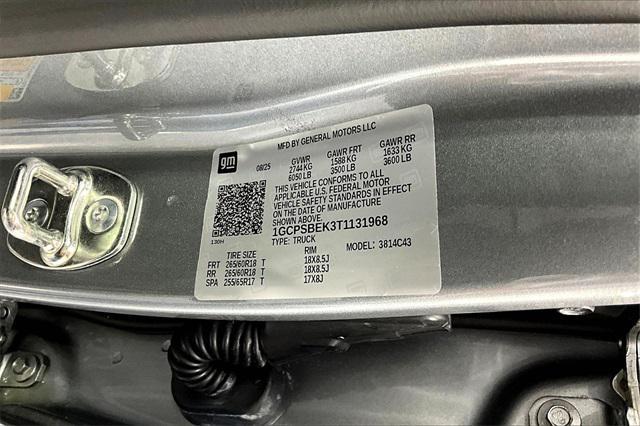 MFD BY GENERAL MOTORS LLC
gm
08/25 GVWR GAWR FRT GAWR RR
2744 KG 1588 KG 1633 KG
6050 LB 3500 LB 3600 LB
THIS VEHICLE CONFORMS TO ALL
APPLICABLE U.S. FEDERAL MOTOR
VEHICLE SAFETY STANDARDS IN EFFECT
ON THE DATE OF MANUFACTURE
1GCPSBEK3T1131968
130H TYPE: TRUCK MODEL: 3814C43
TIRE SIZE RIM
FRT 265/60R18 T 18X8.5J
RR 265/60R18 T 18X8.5J
SPA 255/65R17 T 17X8J